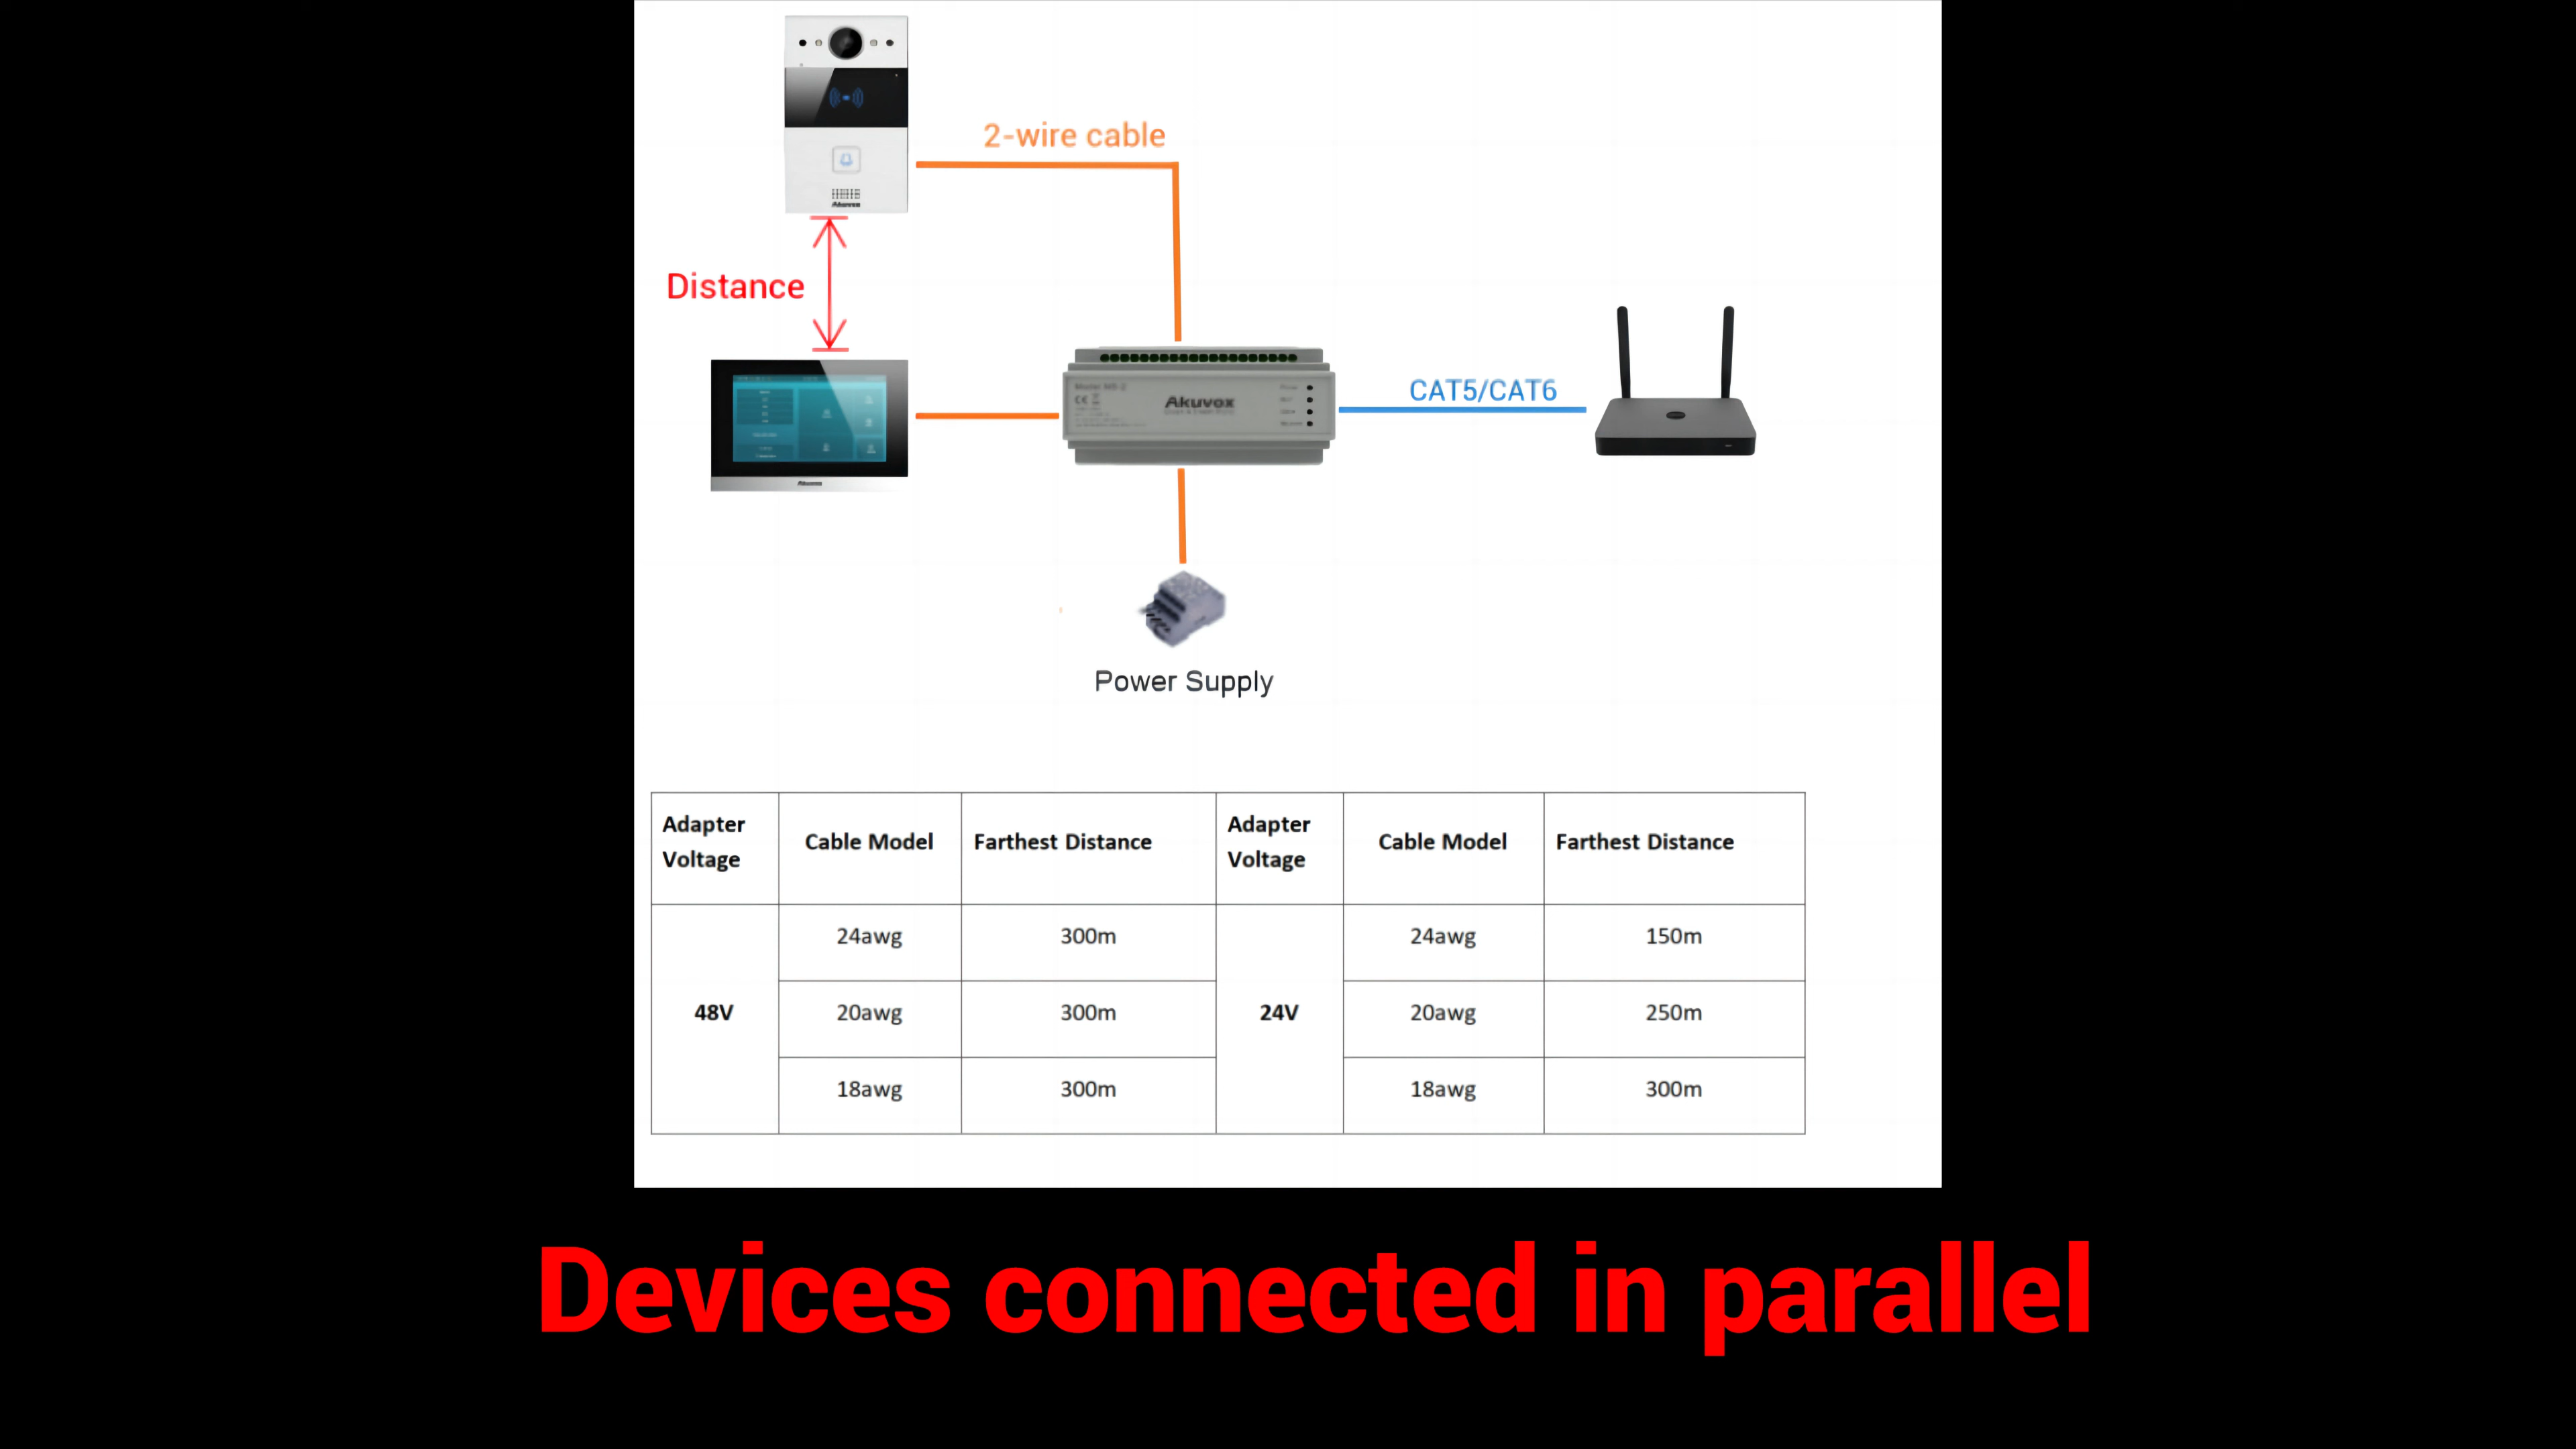 2-wire cable
Distance
Akuvox
Akuvox
Akuvox
CAT5/CAT6
Power Supply
Adapter Voltage Cable Model Farthest Distance Adapter Voltage Cable Model Farthest Distance
24awg 300m 24awg 150m
48V 20awg 300m 24V 20awg 250m
18awg 300m 18awg 300m
Devices connected in parallel